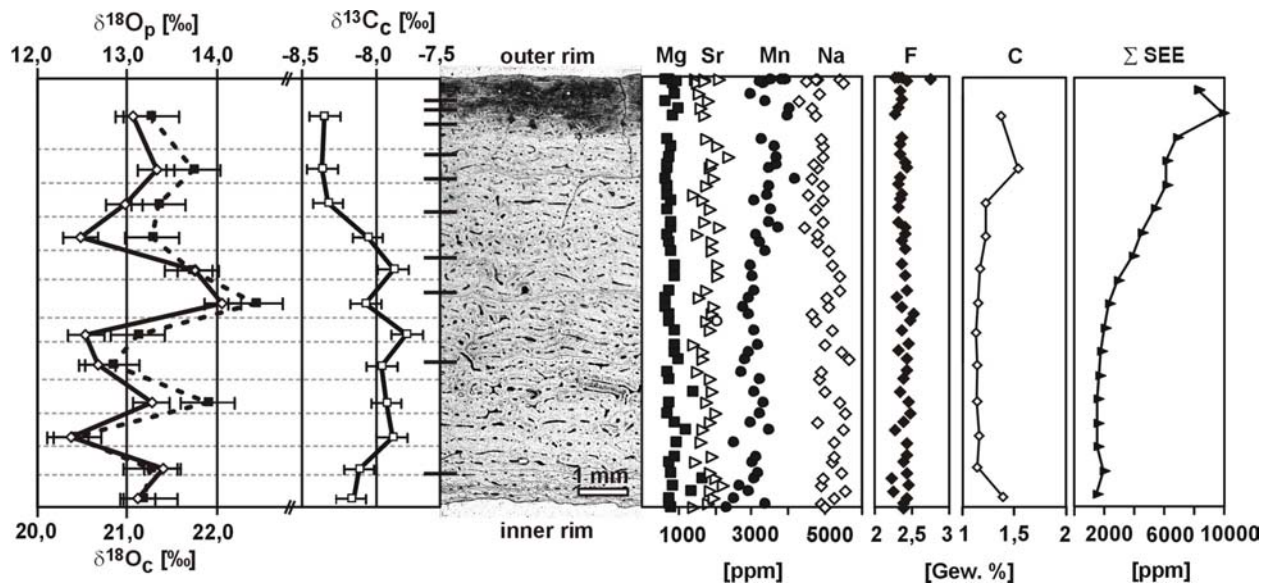 δ18Op [‰] δ13Cc [‰]
12,0 13,0 14,0 -8,5 -8,0 -7,5 outer rim Mg Sr Mn Na F C Σ SEE
1 mm
inner rim
20,0 21,0 22,0 1000 2000 3000 4000 5000 2 2,5 3 1 1,5 2 2000 6000 10000
δ18Oc [‰] [ppm] [Gew. %] [ppm]